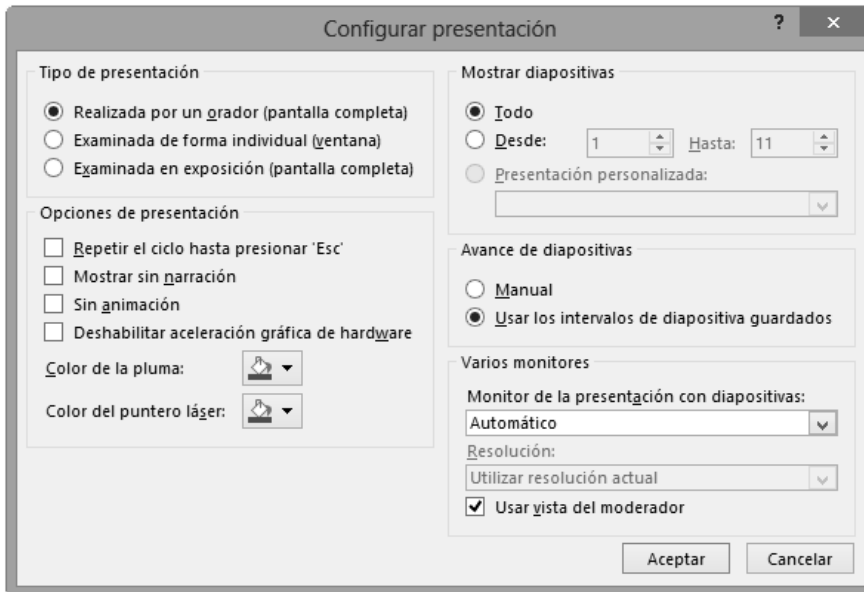 Configurar presentación
?
Tipo de presentación
Realizada por un orador (pantalla completa)
Examinada de forma individual (ventana)
Examinada en exposición (pantalla completa)
Opciones de presentación
Repetir el ciclo hasta presionar 'Esc'
Mostrar sin narración
Sin animación
Deshabilitar aceleración gráfica de hardware
Color de la pluma:
Color del puntero láser:
Mostrar diapositivas
Todo
Desde: 1 Hasta: 11
Presentación personalizada:
Avance de diapositivas
Manual
Usar los intervalos de diapositiva guardados
Varios monitores
Monitor de la presentación con diapositivas:
Automático
Resolución:
Utilizar resolución actual
Usar vista del moderador
Aceptar Cancelar